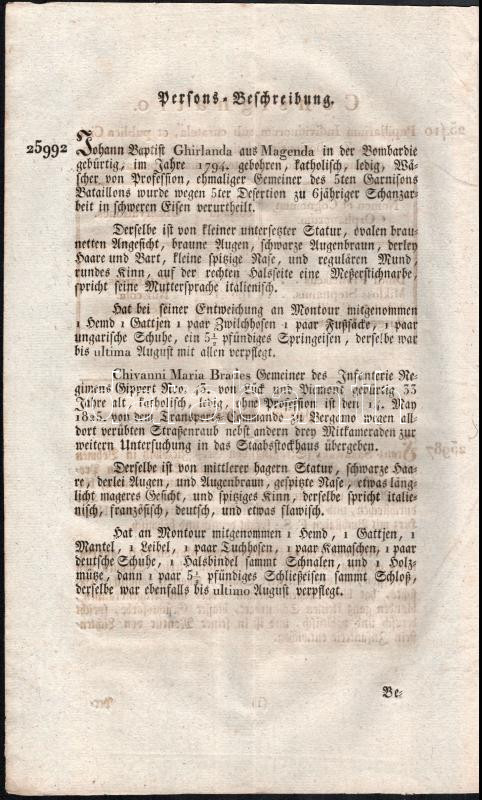 Persons-Beschreibung.
25992
Johann Baptist Ghirlanda aus Magenda in der Bombardie
gebürtig, im Jahre 1794. gebohren, katholisch, ledig, Wä-
scher von Profession, ehmaliger Gemeiner des 5ten Garnisons
Bataillons wurde wegen 5ter Desertion zu 6jähriger Schanzar-
beit in schweren Eisen verurtheilt.
Derselbe ist von kleiner untersetzter Statur, ovalen brau-
netten Angesicht, braune Augen, schwarze Augenbraun, derley
Haare und Bart, kleine spitzige Nase, und regulären Mund,
rundes Kinn, auf der rechten Halsseite eine Meßerstichnarbe,
spricht seine Muttersprache italienisch.
Hat bei seiner Entweichung an Montour mitgenommen
1 Hemd 1 Gattjen 1 paar Zwilchhosen 1 paar Fußsäcke, 1 paar
ungarische Schuhe, ein 5½ pfündiges Springeisen, derselbe war
bis ultima August mit allen verpflegt.
Chivanni Maria Brades Gemeiner des Infanterie Re-
gimens Gippert Nro. 43. von Lück und Pimoni gebürtig 33
Jahre alt, katholisch, ledig, ohne Profession ist den 14. May
1825. von dem Transports Commando zu Bergamo wegen all-
dort verübten Straßenraub nebst andern drey Mitkameraden zur
weitern Untersuchung in das Staabsstockhaus übergeben.
Derselbe ist von mittlerer hagern Statur, schwarze Haa-
re, derlei Augen, und Augenbraun, gespitzte Nase, etwas läng-
licht mageres Gesicht, und spitziges Kinn, derselbe spricht italie-
nisch, französisch, deutsch, und etwas slawisch.
Hat an Montour mitgenommen 1 Hemd, 1 Gattjen, 1
Mantel, 1 Leibel, 1 paar Tuchhosen, 1 paar Kamaschen, 1 paar
deutsche Schuhe, 1 Halsbindel sammt Schnalen, und 1 Holz-
mütze, dann 1 paar 5½ pfündiges Schließeisen sammt Schloß,
derselbe war ebenfalls bis ultimo August verpflegt.
Be-